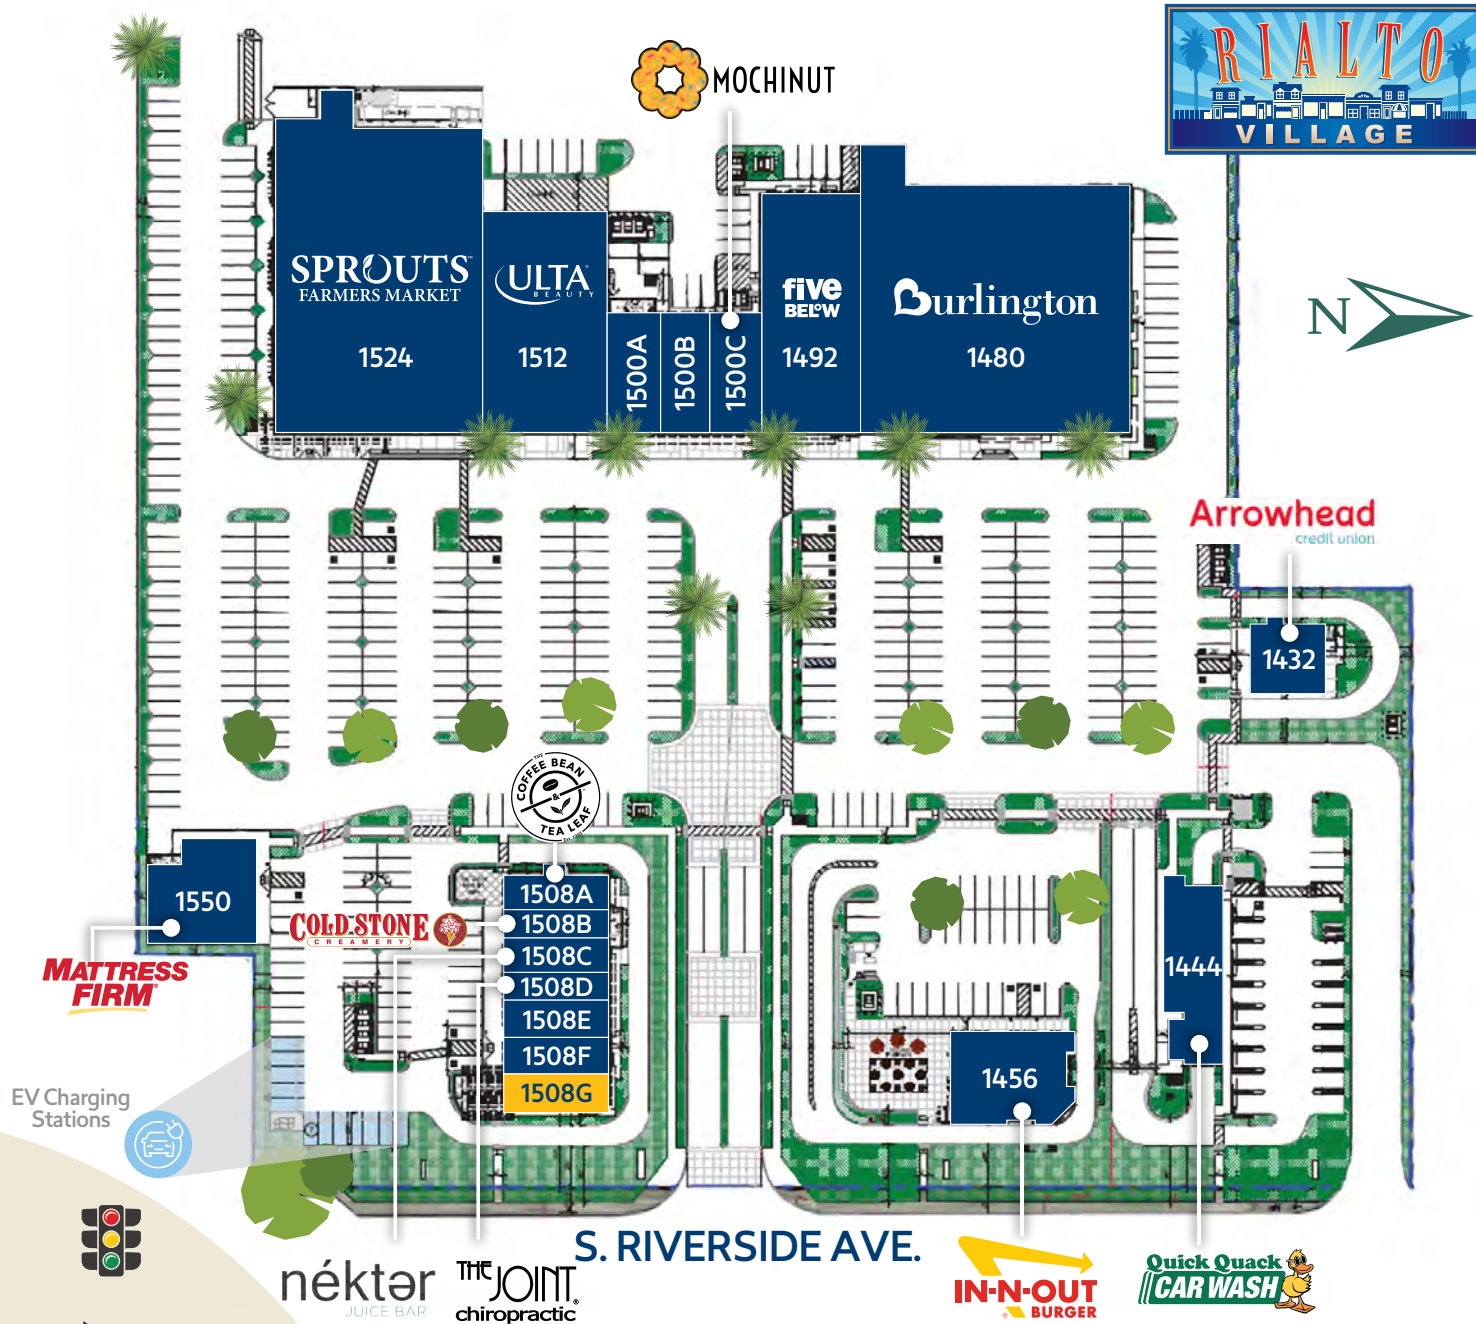 RIALTO
VILLAGE
MOCHINUT
SPROUTS
FARMERS MARKET
1524
ULTA
BEAUTY
1512
1500A
1500B
1500C
five
BELOW
1492
Burlington
1480
N
Arrowhead
credit union
1432
THE
COFFEE BEAN
&
TEA LEAF
1550
MATTRESS
FIRM
COLD STONE
CREAMERY
1508A
1508B
1508C
1508D
1508E
1508F
1508G
1444
1456
EV Charging
Stations
S. RIVERSIDE AVE.
néktər
JUICE BAR
THE JOINT
chiropractic
IN-N-OUT
BURGER
Quick Quack
CAR WASH